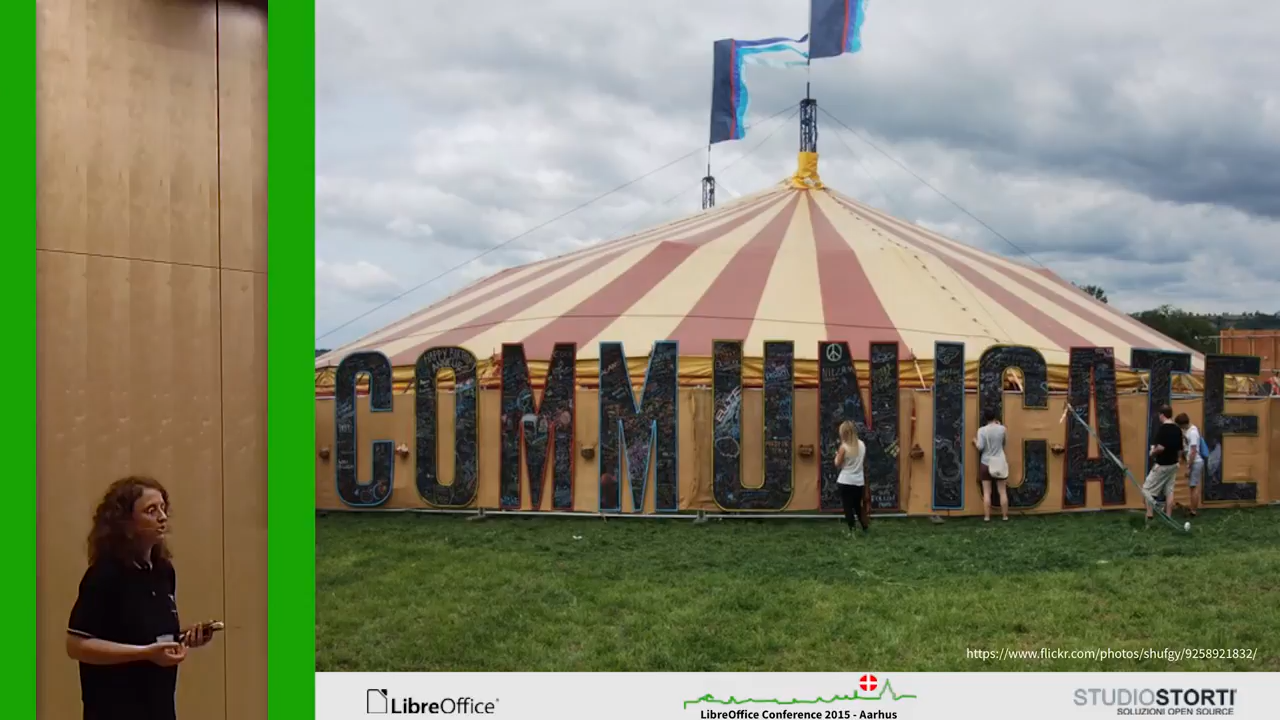 COMMUNICATE
https://www.flickr.com/photos/shufgy/9258921832/
LibreOffice®
LibreOffice Conference 2015 - Aarhus
STUDIOSTORTI
SOLUZIONI OPEN SOURCE